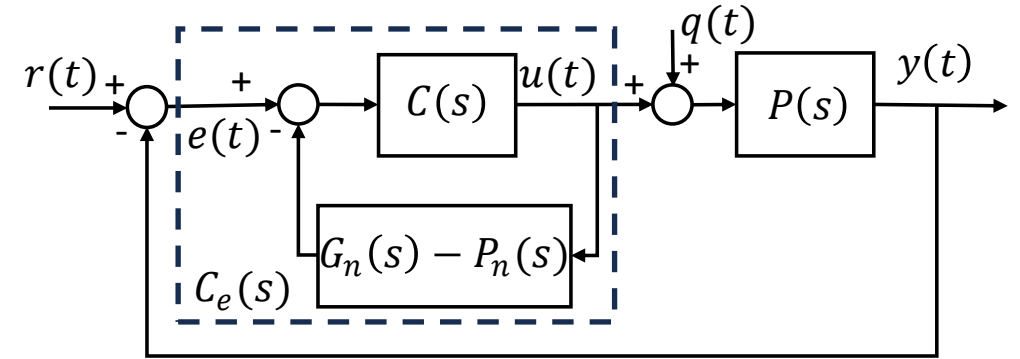 q(t)
r(t) + + C(s) u(t) + + P(s) y(t)
- e(t) -
G_n(s) − P_n(s)
C_e(s)